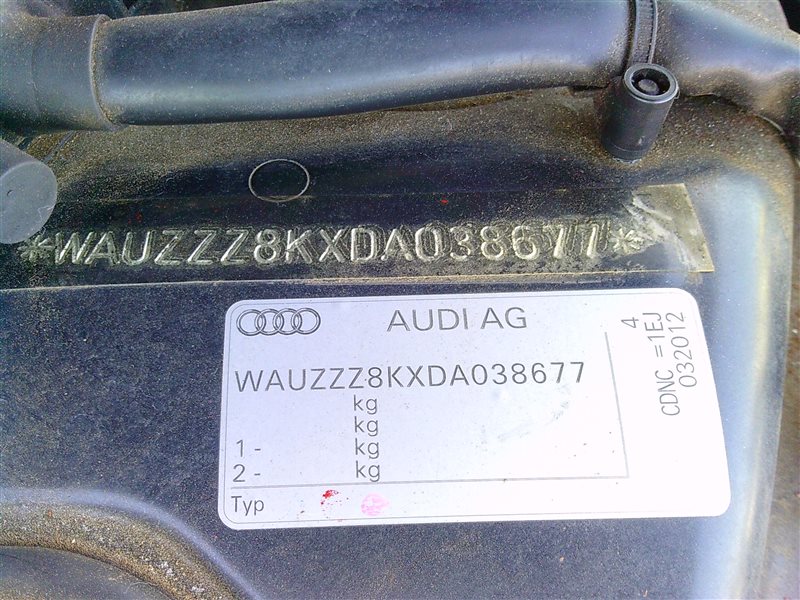 *WAUZZZ8KXDA038677*
AUDI AG
WAUZZZ8KXDA038677
kg
kg
1 - kg
2 - kg
Typ
4
CDNC =1EJ
032012